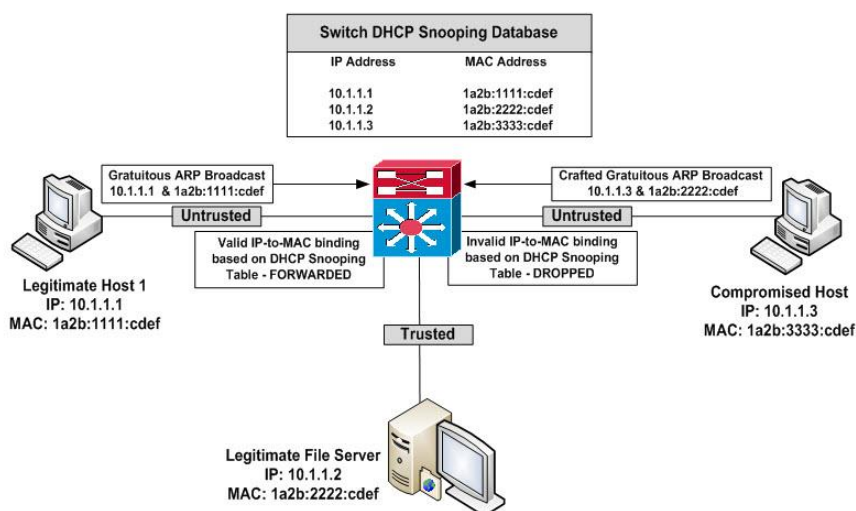 Switch DHCP Snooping Database
IP Address MAC Address
10.1.1.1 1a2b:1111:cdef
10.1.1.2 1a2b:2222:cdef
10.1.1.3 1a2b:3333:cdef
Gratuitous ARP Broadcast
10.1.1.1 & 1a2b:1111:cdef
Crafted Gratuitous ARP Broadcast
10.1.1.3 & 1a2b:2222:cdef
Untrusted
Untrusted
Valid IP-to-MAC binding
based on DHCP Snooping
Table - FORWARDED
Invalid IP-to-MAC binding
based on DHCP Snooping
Table - DROPPED
Legitimate Host 1
IP: 10.1.1.1
MAC: 1a2b:1111:cdef
Compromised Host
IP: 10.1.1.3
MAC: 1a2b:3333:cdef
Trusted
Legitimate File Server
IP: 10.1.1.2
MAC: 1a2b:2222:cdef